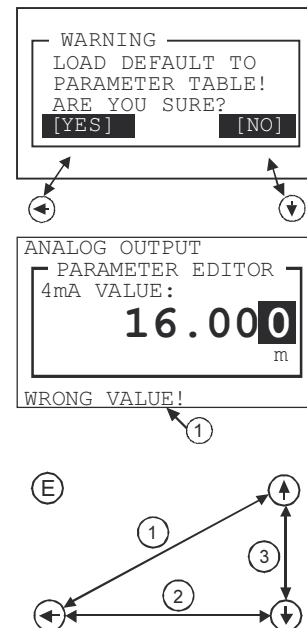 WARNING
LOAD DEFAULT TO
PARAMETER TABLE!
ARE YOU SURE?
[YES] [NO]
ANALOG OUTPUT
PARAMETER EDITOR
4mA VALUE:
16.000
m
WRONG VALUE!
1
E
1
3
2